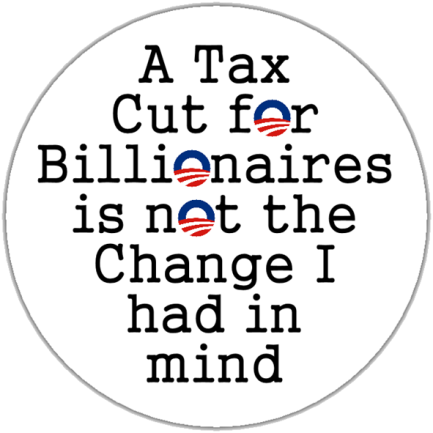 A Tax
Cut for
Billionaires
is not the
Change I
had in
mind